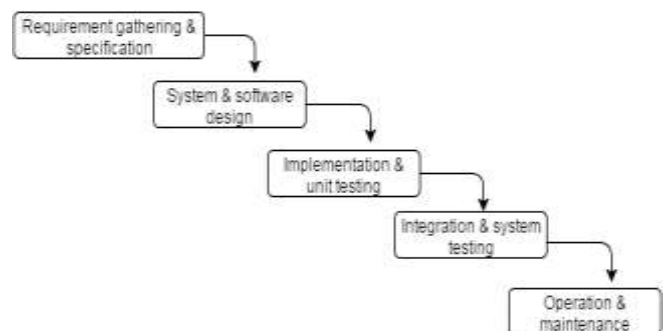 Requirement gathering &
specification
System & software
design
Implementation &
unit testing
Integration & system
testing
Operation &
maintenance